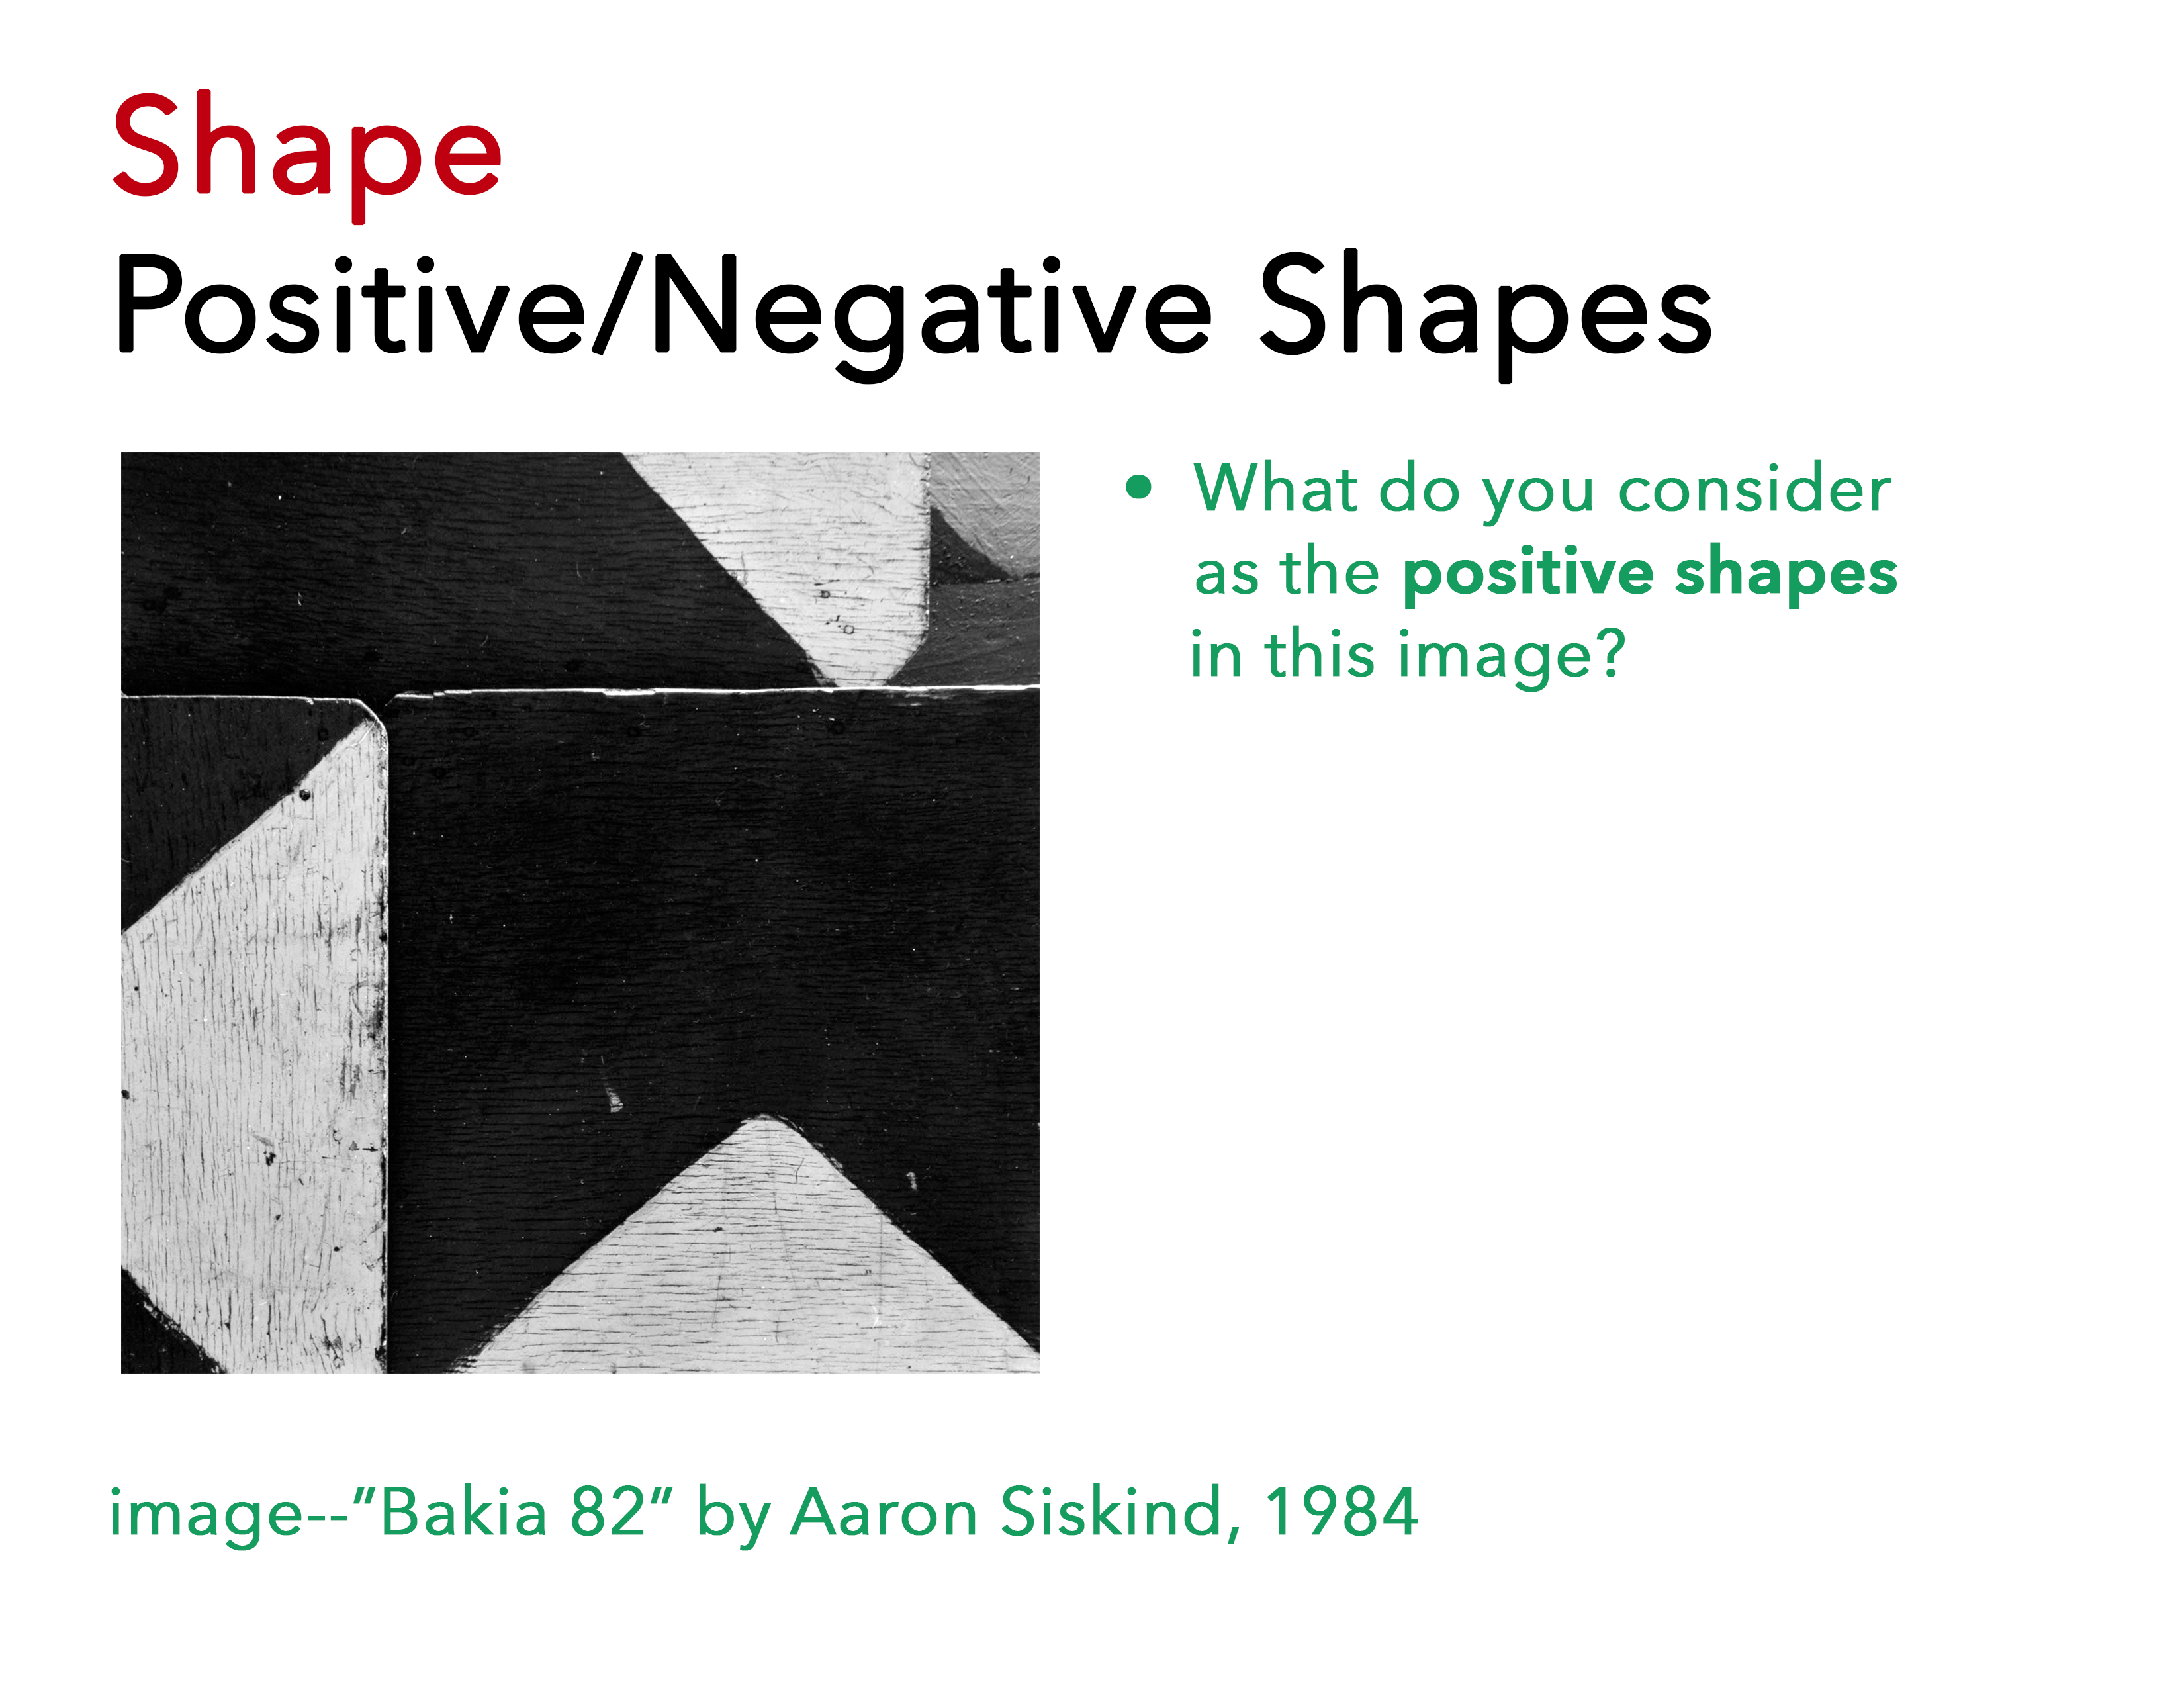 Shape
Positive/Negative Shapes
• What do you consider
as the positive shapes
in this image?
image--"Bakia 82" by Aaron Siskind, 1984